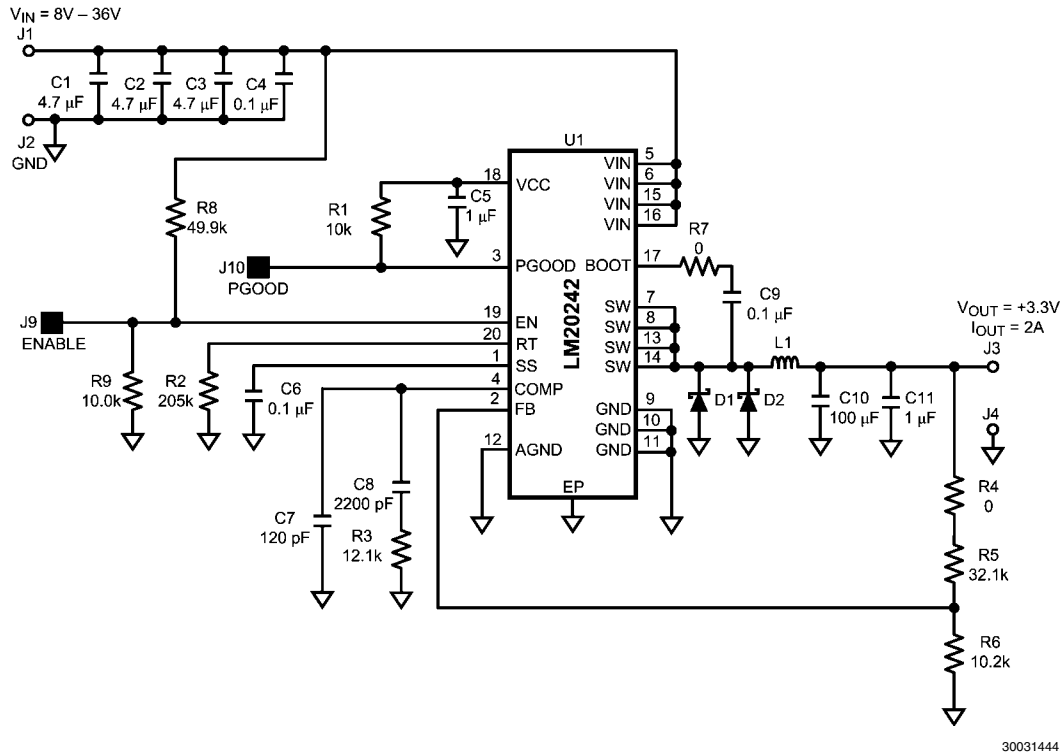 V_IN = 8V – 36V
J1
C1
4.7 µF
C2
4.7 µF
C3
4.7 µF
C4
0.1 µF
J2
GND
R8
49.9k
R1
10k
C5
1 µF
U1
LM20242
18
VCC
3
PGOOD
19
EN
20
RT
1
SS
4
COMP
2
FB
12
AGND
EP
VIN
5
VIN
6
VIN
15
VIN
16
BOOT
17
SW
7
SW
8
SW
13
SW
14
GND
9
GND
10
GND
11
J10
PGOOD
J9
ENABLE
R9
10.0k
R2
205k
C6
0.1 µF
C7
120 pF
C8
2200 pF
R3
12.1k
R7
0
C9
0.1 µF
L1
D1
D2
C10
100 µF
C11
1 µF
V_OUT = +3.3V
I_OUT = 2A
J3
J4
R4
0
R5
32.1k
R6
10.2k
30031444